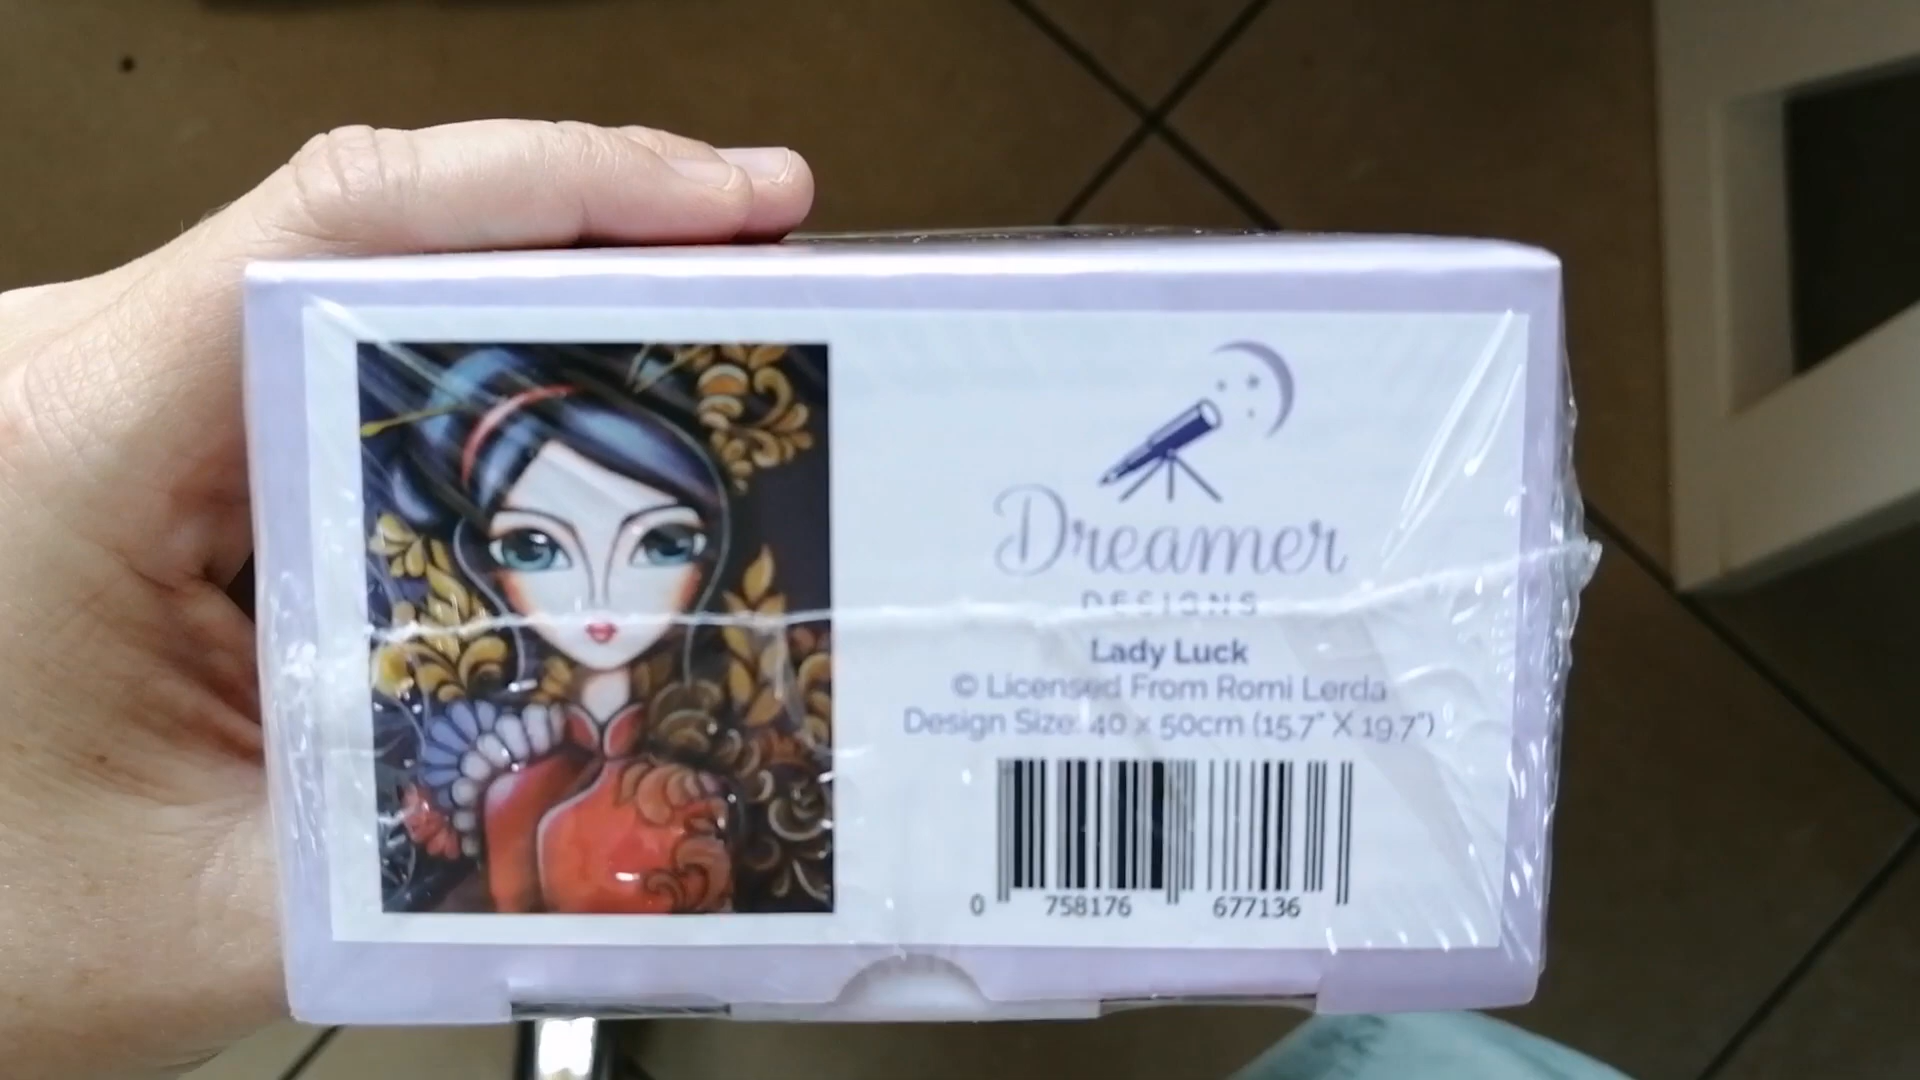 Dreamer
DESIGNS
Lady Luck
© Licensed From Romi Lerda
Design Size: 40 x 50cm (15.7" X 19.7")
0 758176 677136